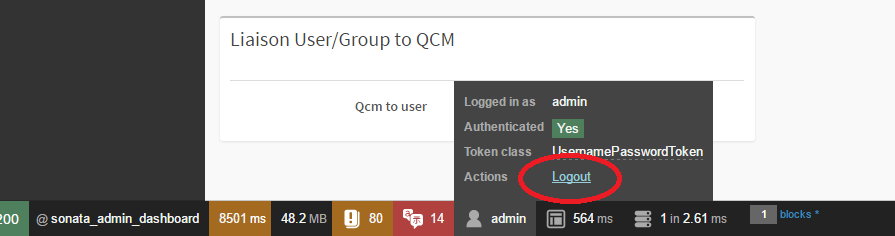 Liaison User/Group to QCM
Qcm to user
Logged in as admin
Authenticated Yes
Token class UsernamePasswordToken
Actions Logout
200 @ sonata_admin_dashboard 8501 ms 48.2 MB 80 14 admin 564 ms 1 in 2.61 ms 1 blocks *